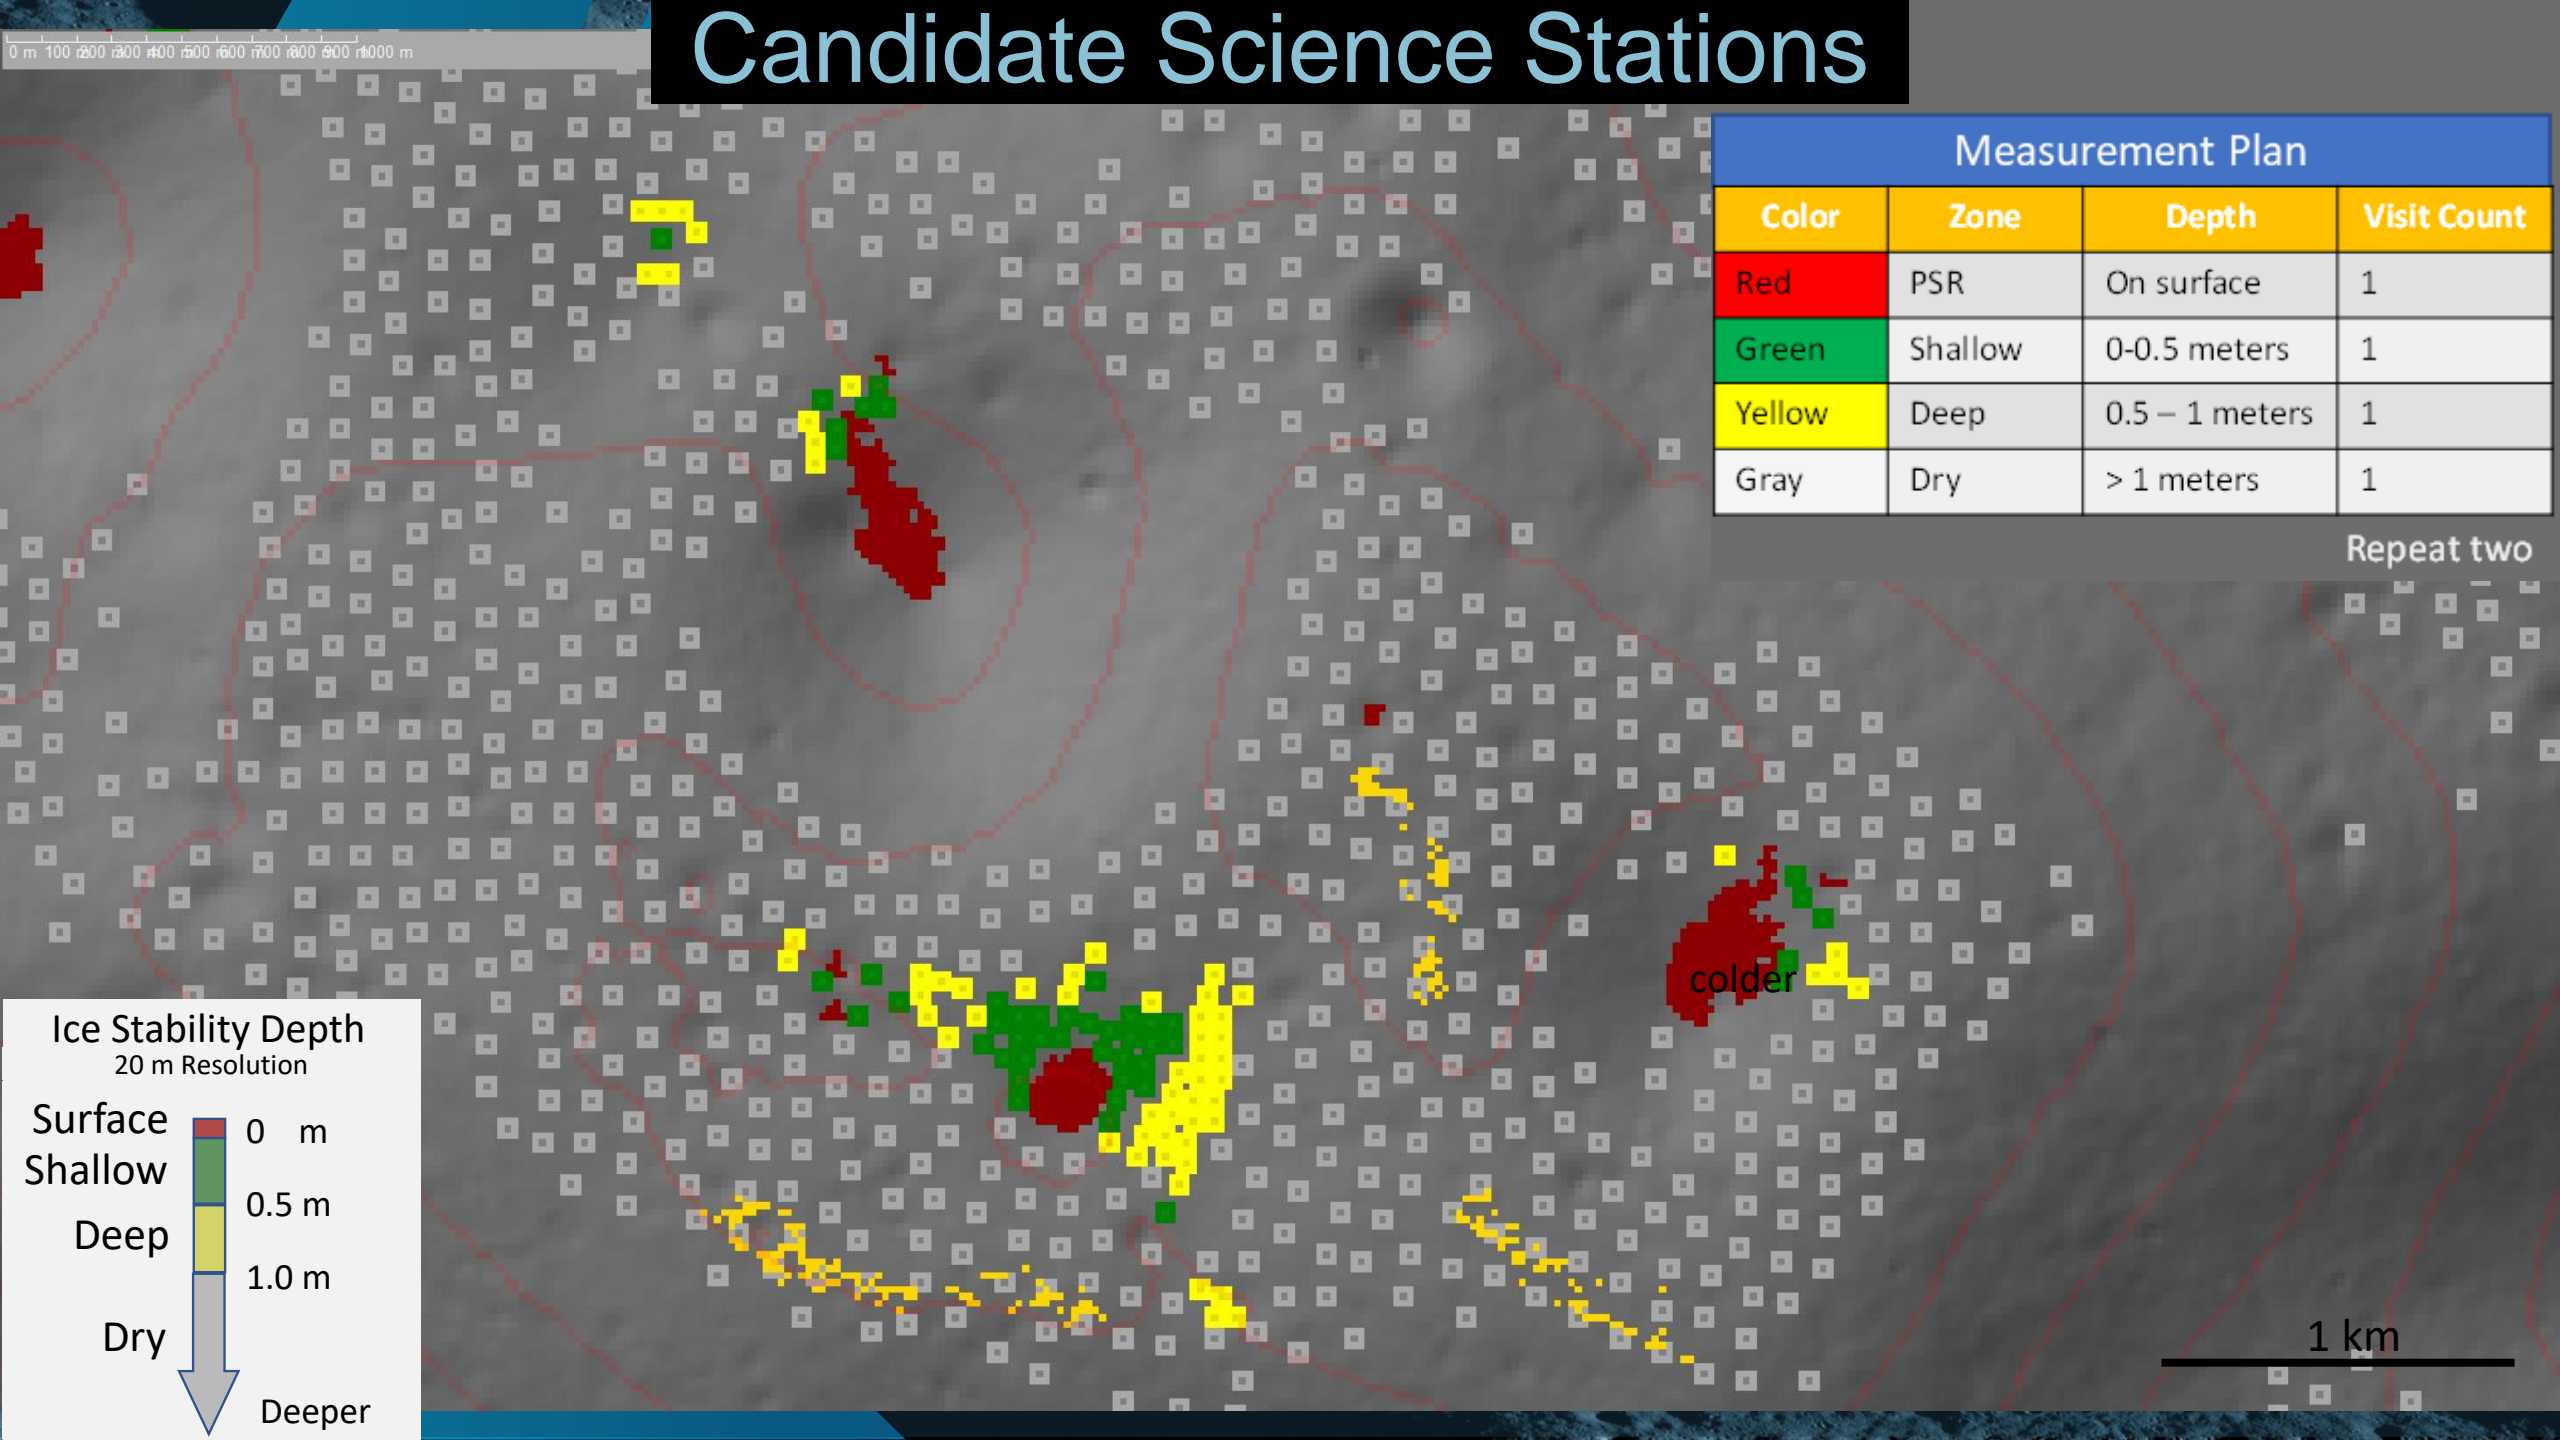 Candidate Science Stations
0 m 100 m 200 m 300 m 400 m 500 m 600 m 700 m 800 m 900 m 1000 m
Measurement Plan
Color Zone Depth Visit Count
Red PSR On surface 1
Green Shallow 0-0.5 meters 1
Yellow Deep 0.5 – 1 meters 1
Gray Dry > 1 meters 1
Repeat two
colder
Ice Stability Depth
20 m Resolution
Surface 0 m
Shallow
0.5 m
Deep
1.0 m
Dry
Deeper
1 km